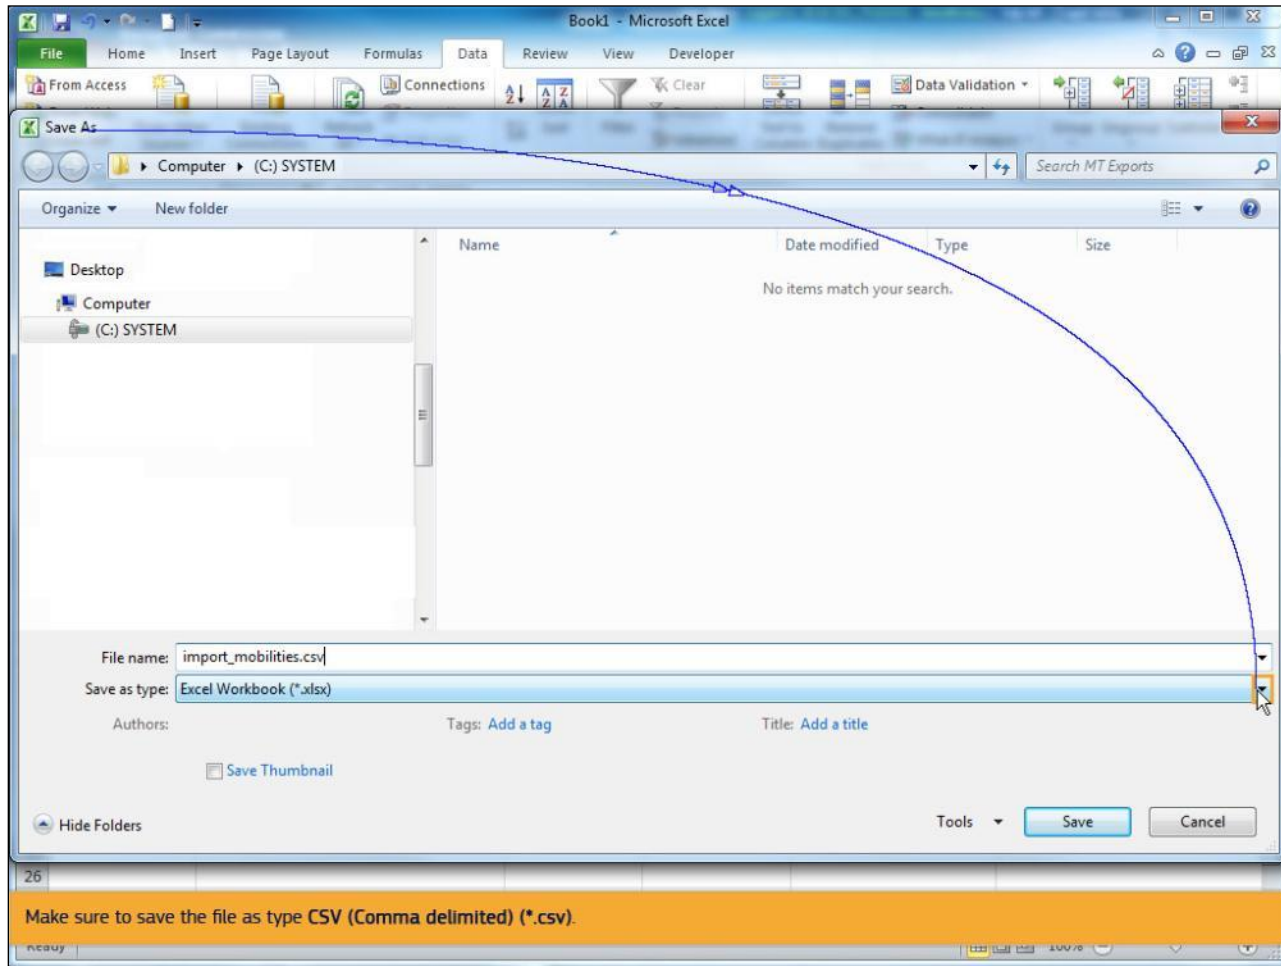 Book1 - Microsoft Excel
File Home Insert Page Layout Formulas Data Review View Developer
From Access Connections Clear Data Validation
Save As
Computer (C:) SYSTEM Search MT Exports
Organize New folder
Name Date modified Type Size
No items match your search.
Desktop
Computer
(C:) SYSTEM
File name: import_mobilities.csv
Save as type: Excel Workbook (*.xlsx)
Authors: Tags: Add a tag Title: Add a title
Save Thumbnail
Hide Folders Tools Save Cancel
26
Make sure to save the file as type CSV (Comma delimited) (*.csv).
Ready 100%